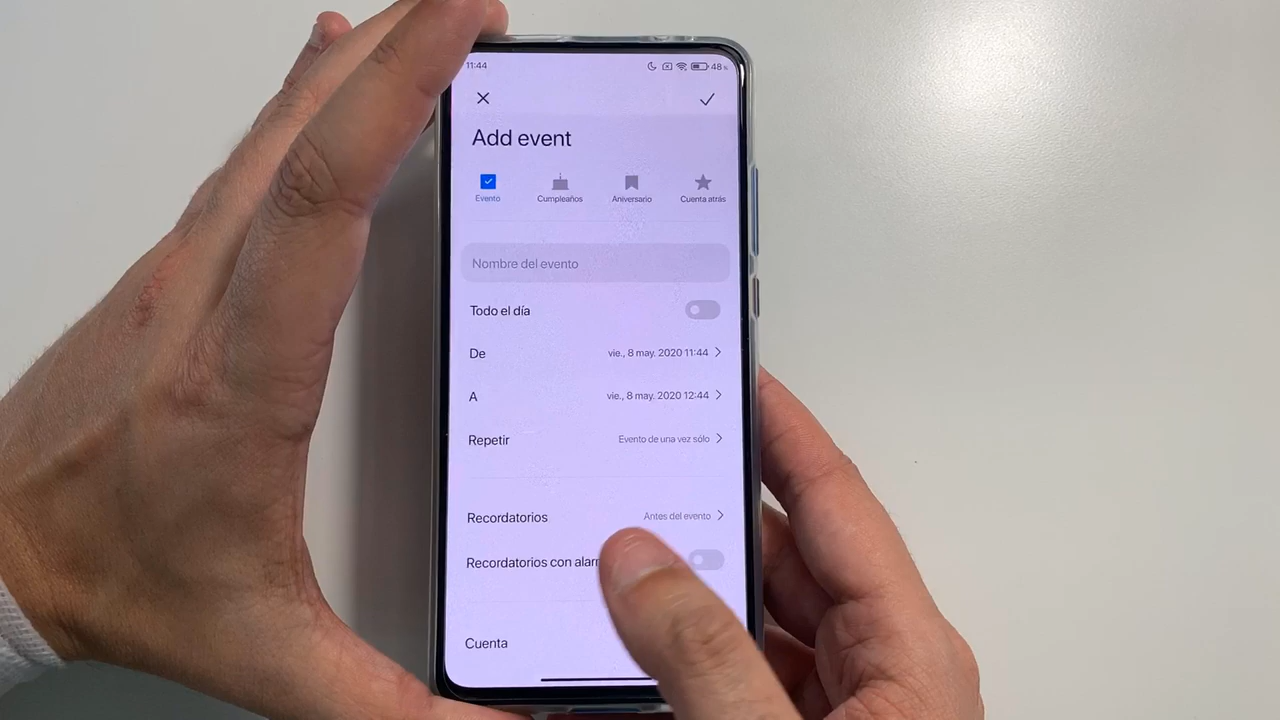 11:44 48%
Add event
Evento Cumpleaños Aniversario Cuenta atrás
Nombre del evento
Todo el día
De vie., 8 may. 2020 11:44
A vie., 8 may. 2020 12:44
Repetir Evento de una vez sólo
Recordatorios Antes del evento
Recordatorios con
Cuenta